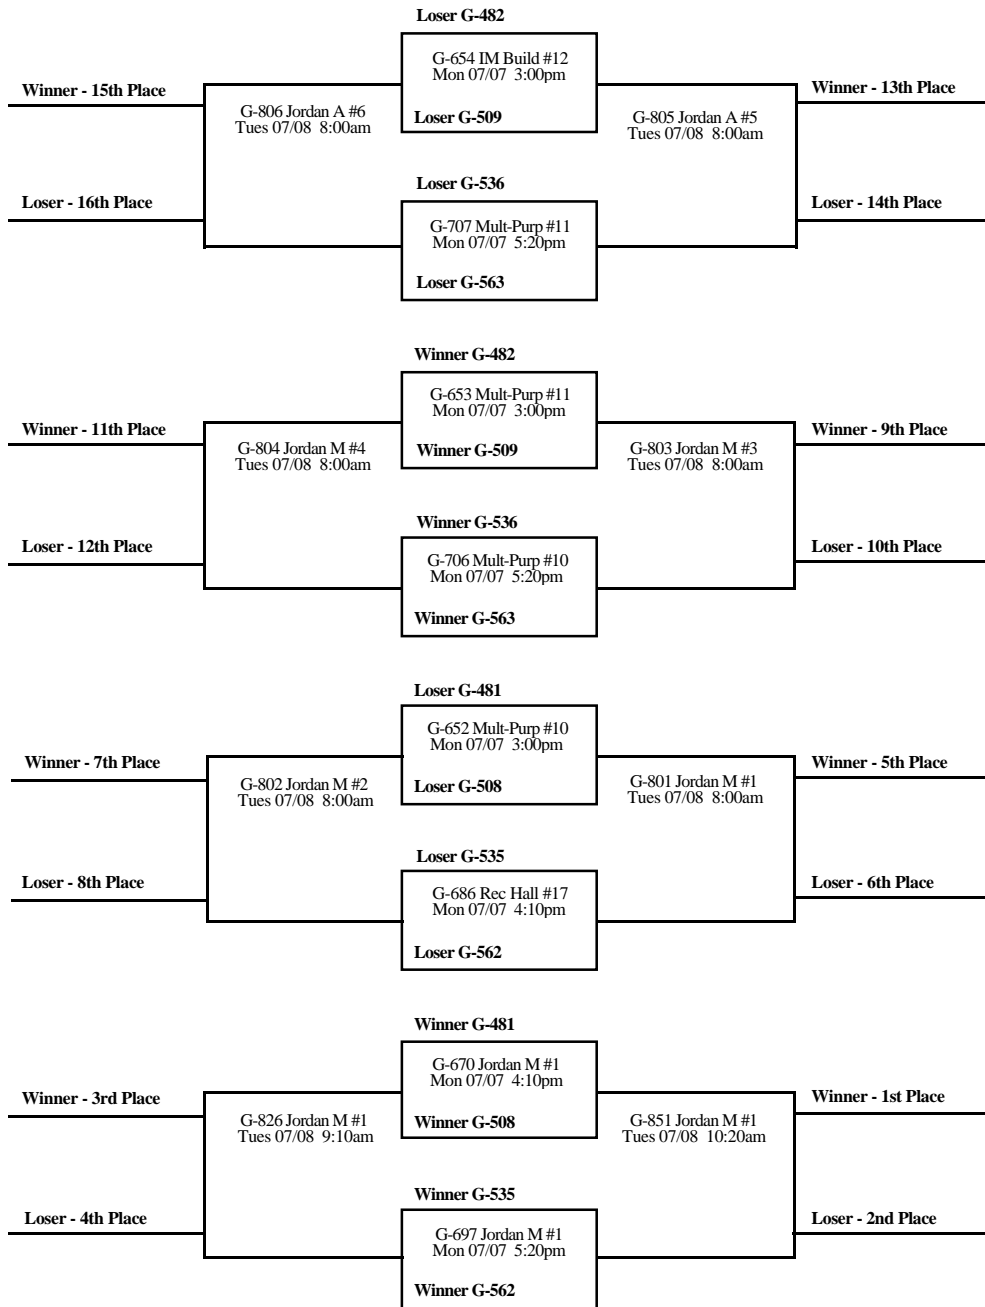 Loser G-482
G-654 IM Build #12
Mon 07/07 3:00pm
Winner - 15th Place
Winner - 13th Place
G-806 Jordan A #6
Tues 07/08 8:00am
Loser G-509
G-805 Jordan A #5
Tues 07/08 8:00am
Loser G-536
Loser - 16th Place
Loser - 14th Place
G-707 Mult-Purp #11
Mon 07/07 5:20pm
Loser G-563
Winner G-482
G-653 Mult-Purp #11
Mon 07/07 3:00pm
Winner - 11th Place
Winner - 9th Place
G-804 Jordan M #4
Tues 07/08 8:00am
Winner G-509
G-803 Jordan M #3
Tues 07/08 8:00am
Winner G-536
Loser - 12th Place
Loser - 10th Place
G-706 Mult-Purp #10
Mon 07/07 5:20pm
Winner G-563
Loser G-481
G-652 Mult-Purp #10
Mon 07/07 3:00pm
Winner - 7th Place
Winner - 5th Place
G-802 Jordan M #2
Tues 07/08 8:00am
Loser G-508
G-801 Jordan M #1
Tues 07/08 8:00am
Loser G-535
Loser - 8th Place
Loser - 6th Place
G-686 Rec Hall #17
Mon 07/07 4:10pm
Loser G-562
Winner G-481
G-670 Jordan M #1
Mon 07/07 4:10pm
Winner - 3rd Place
Winner - 1st Place
G-826 Jordan M #1
Tues 07/08 9:10am
Winner G-508
G-851 Jordan M #1
Tues 07/08 10:20am
Winner G-535
Loser - 4th Place
Loser - 2nd Place
G-697 Jordan M #1
Mon 07/07 5:20pm
Winner G-562